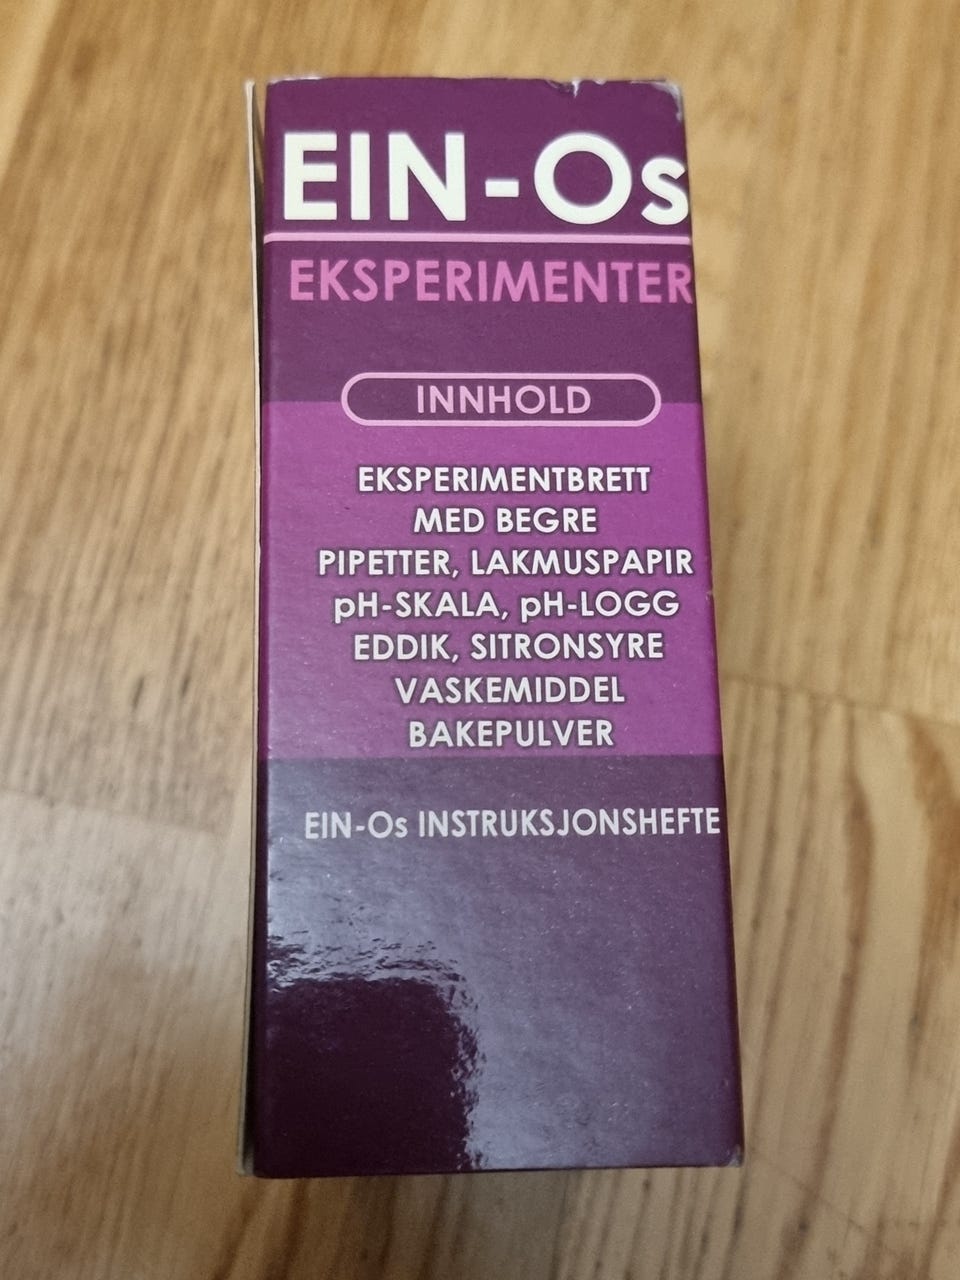 EIN-Os
EKSPERIMENTER
INNHOLD
EKSPERIMENTBRETT
MED BEGRE
PIPETTER, LAKMUSPAPIR
pH-SKALA, pH-LOGG
EDDIK, SITRONSYRE
VASKEMIDDEL
BAKEPULVER
EIN-Os INSTRUKSJONSHEFTE